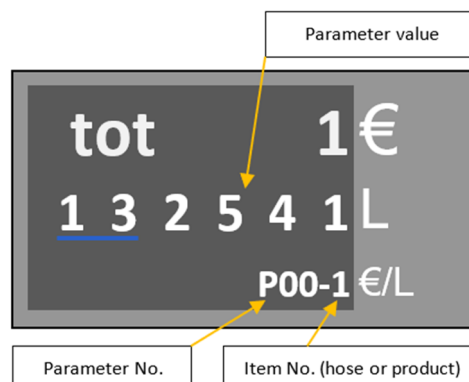 Parameter value
tot 1 €
1 3 2 5 4 1 L
P00-1 €/L
Parameter No.
Item No. (hose or product)